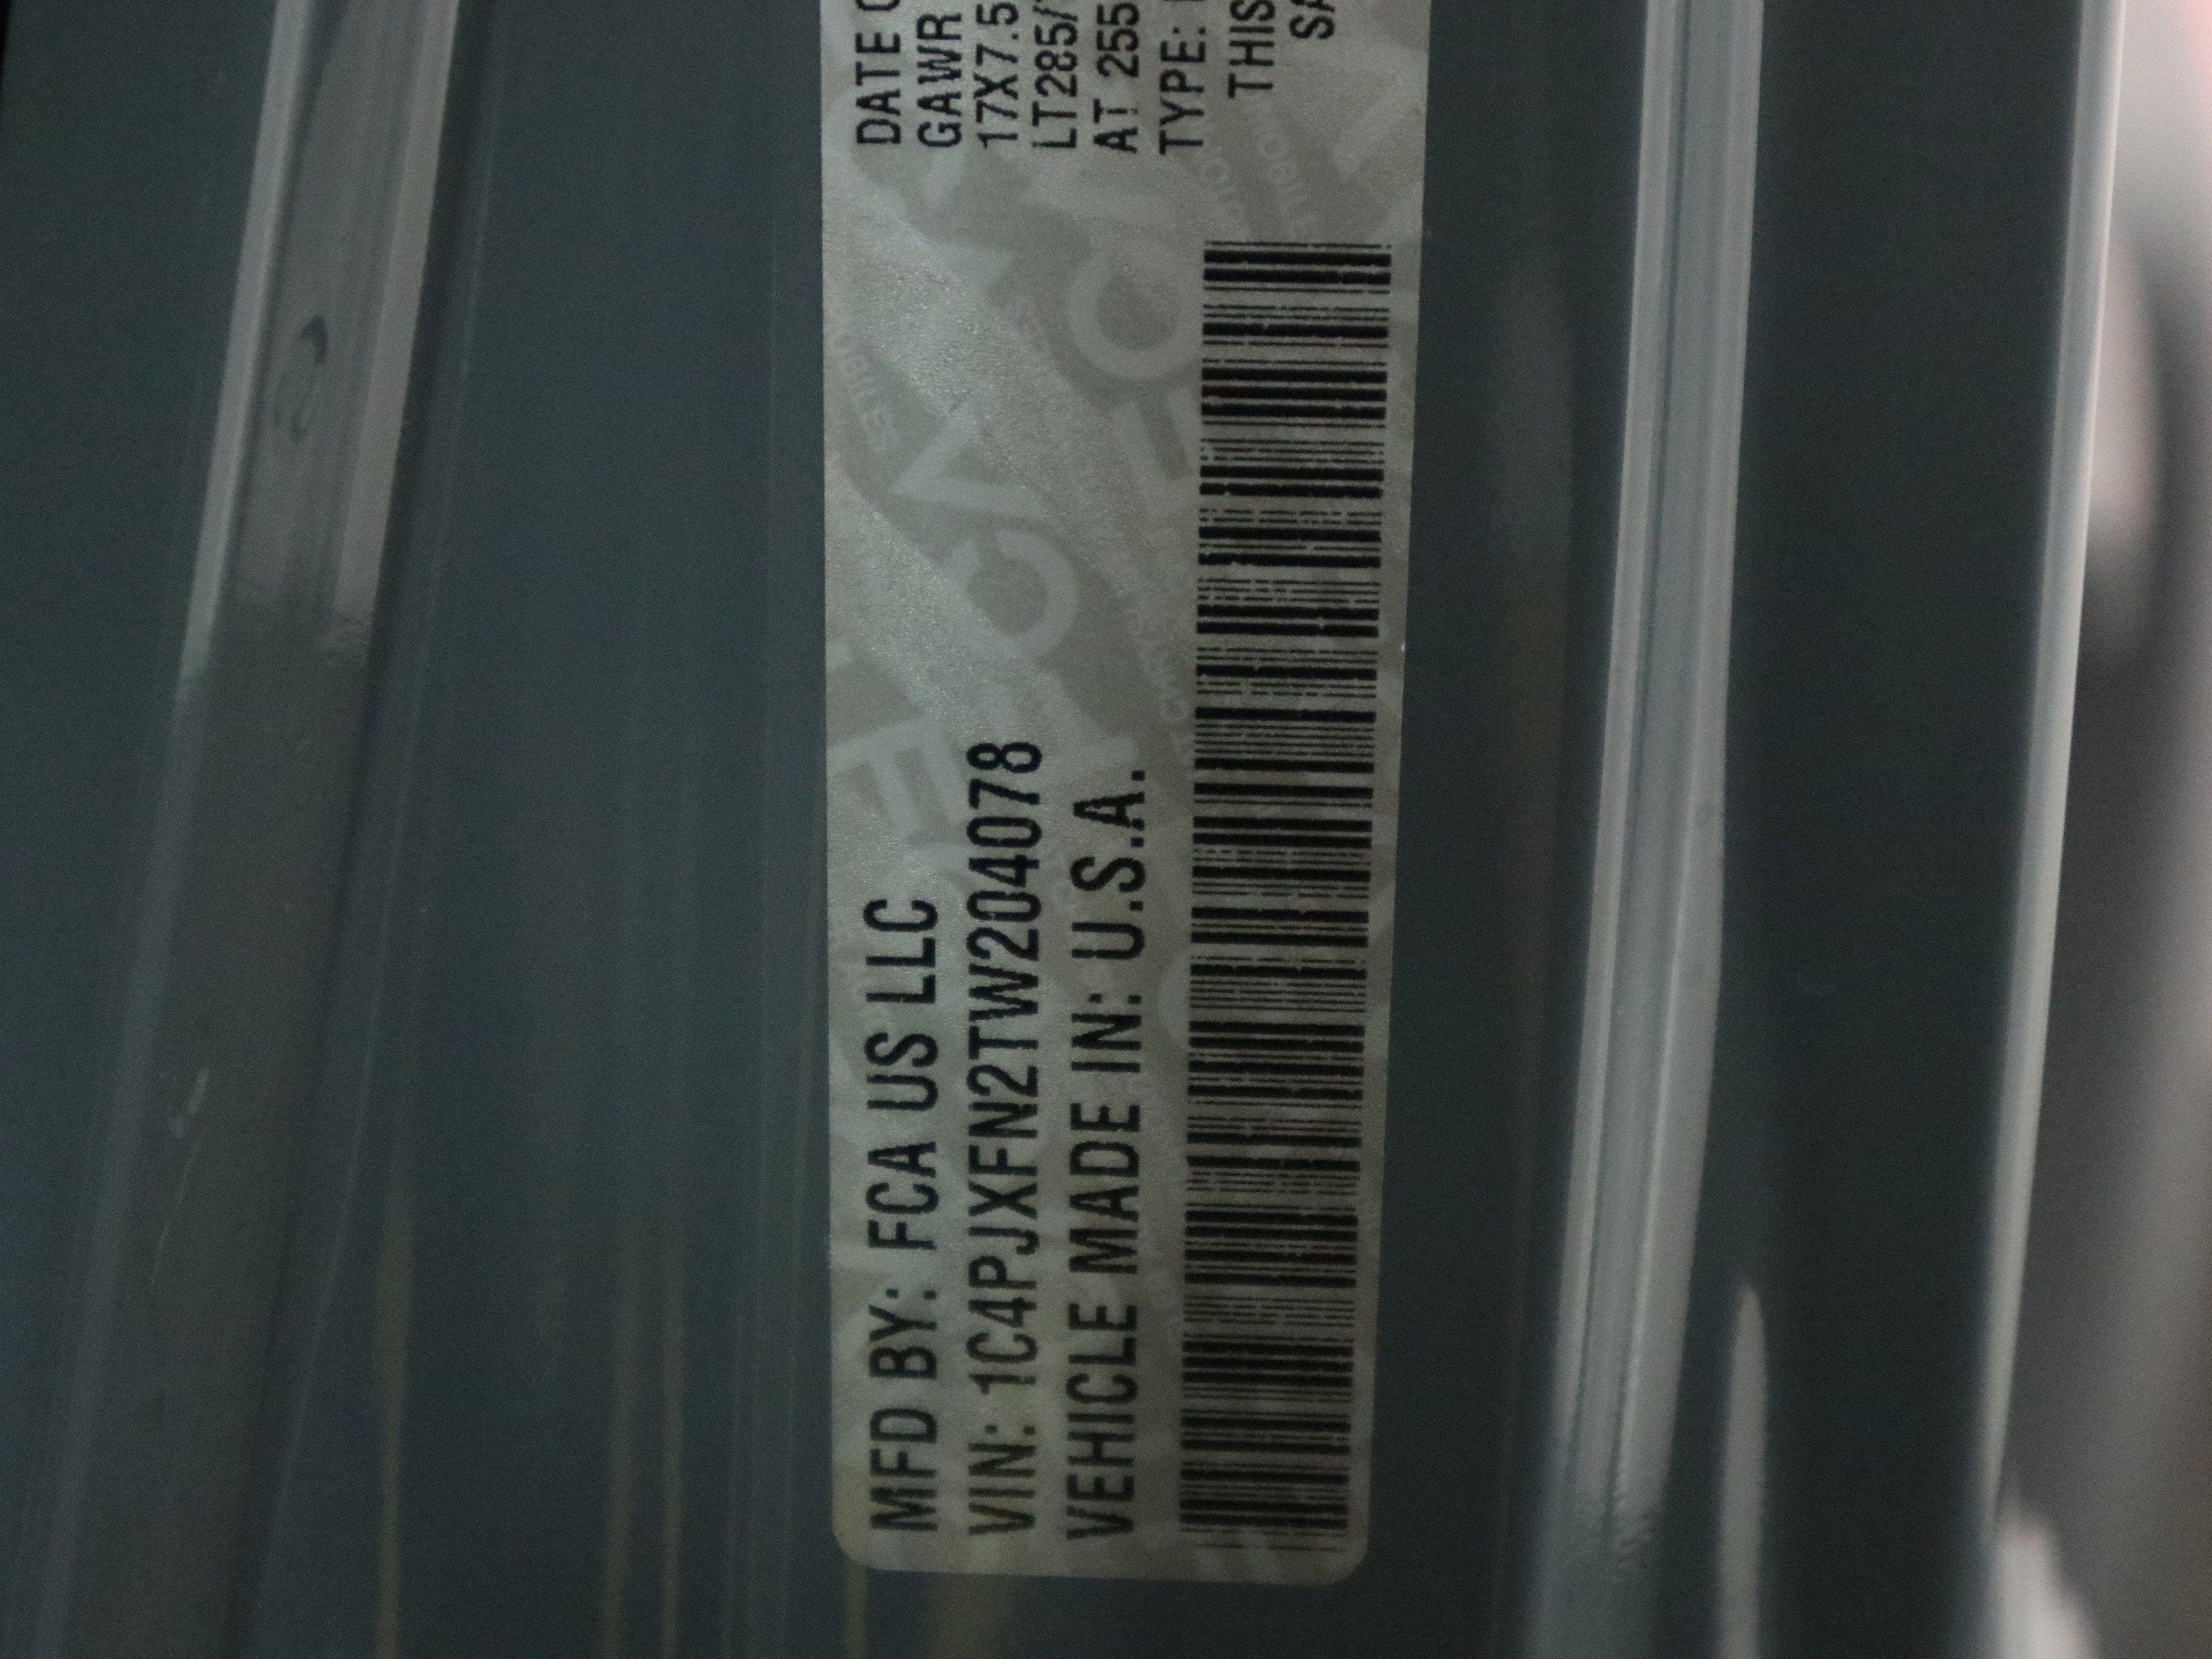 MFD BY: FCA US LLC
VIN: 1C4PJXFN2TW204078
VEHICLE MADE IN: U.S.A.
DATE
GAWR
17X7.5
LT285/
AT 255
TYPE:
THIS